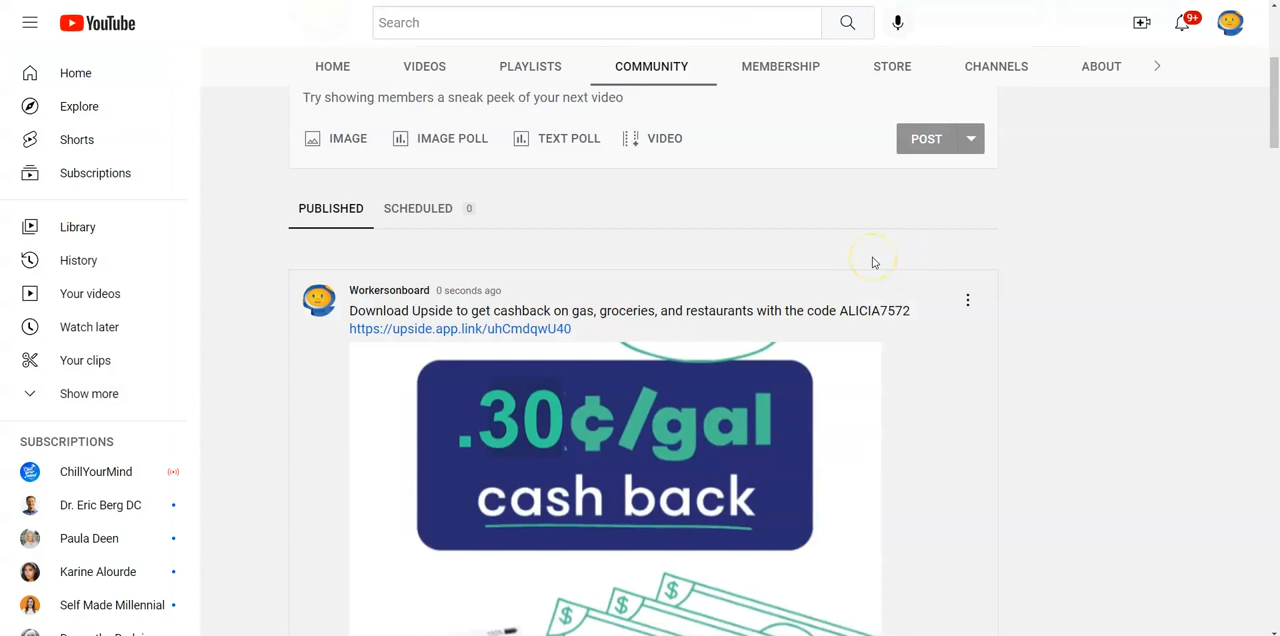 YouTube
Search
9+
HOME VIDEOS PLAYLISTS COMMUNITY MEMBERSHIP STORE CHANNELS ABOUT
Home
Explore
Shorts
Subscriptions
Library
History
Your videos
Watch later
Your clips
Show more
SUBSCRIPTIONS
ChillYourMind
Dr. Eric Berg DC
Paula Deen
Karine Alourde
Self Made Millennial
Try showing members a sneak peek of your next video
IMAGE IMAGE POLL TEXT POLL VIDEO POST
PUBLISHED SCHEDULED 0
Workersonboard 0 seconds ago
Download Upside to get cashback on gas, groceries, and restaurants with the code ALICIA7572
https://upside.app.link/uhCmdqwU40
.30¢/gal
cash back
$ $ $